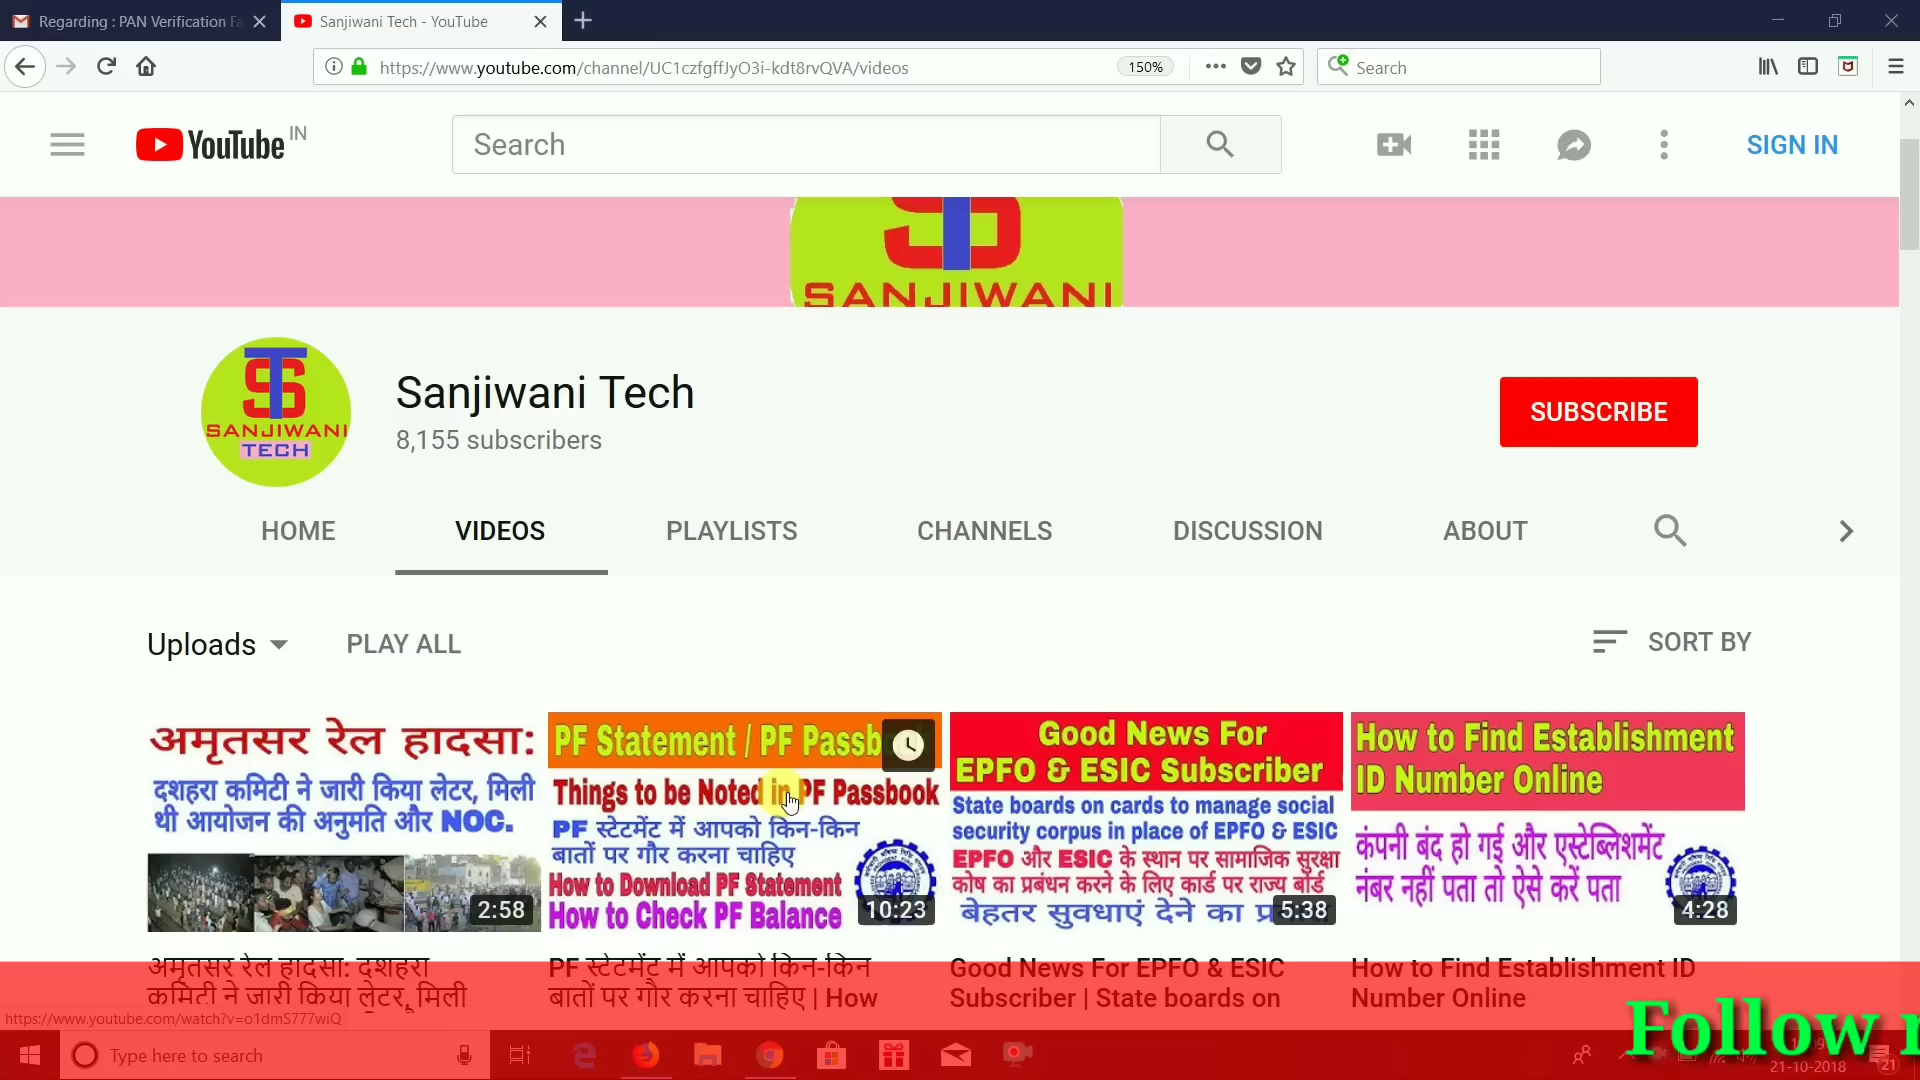 Regarding : PAN Verification Fa
Sanjiwani Tech - YouTube
https://www.youtube.com/channel/UC1czfgffJyO3i-kdt8rvQVA/videos
150%
Search
YouTube IN
Search
SIGN IN
SANJIWANI
SANJIWANI
TECH
Sanjiwani Tech
8,155 subscribers
SUBSCRIBE
HOME
VIDEOS
PLAYLISTS
CHANNELS
DISCUSSION
ABOUT
Uploads
PLAY ALL
SORT BY
अमृतसर रेल हादसा:
दशहरा कमिटी ने जारी किया लेटर, मिली
थी आयोजन की अनुमति और NOC.
2:58
PF Statement / PF Passb
Things to be Noted in PF Passbook
PF स्टेटमेंट में आपको किन-किन
बातों पर गौर करना चाहिए
How to Download PF Statement
How to Check PF Balance
10:23
Good News For
EPFO & ESIC Subscriber
State boards on cards to manage social
security corpus in place of EPFO & ESIC
EPFO और ESIC के स्थान पर सामाजिक सुरक्षा
कोष का प्रबंधन करने के लिए कार्ड पर राज्य बोर्ड
बेहतर सुवधाएं देने का प्र
5:38
How to Find Establishment
ID Number Online
कंपनी बंद हो गई और एस्टेब्लिशमेंट
नंबर नहीं पता तो ऐसे करें पता
4:28
अमृतसर रेल हादसा: दशहरा
कमिटी ने जारी किया लेटर, मिली
PF स्टेटमेंट में आपको किन-किन
बातों पर गौर करना चाहिए | How
Good News For EPFO & ESIC
Subscriber | State boards on
How to Find Establishment ID
Number Online
https://www.youtube.com/watch?v=o1dmS777wiQ
Follow
Type here to search
21-10-2018
21